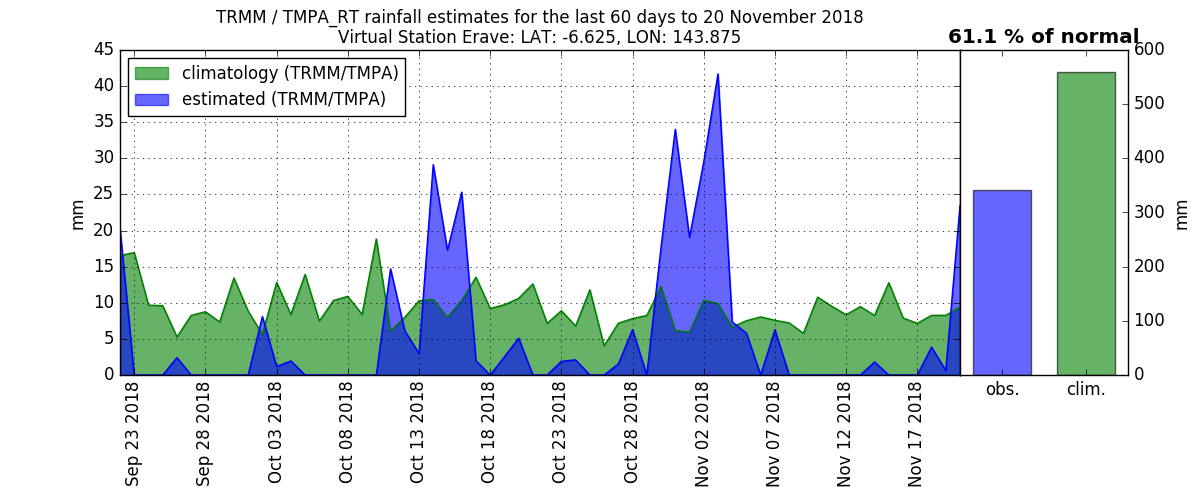 TRMM / TMPA_RT rainfall estimates for the last 60 days to 20 November 2018
Virtual Station Erave: LAT: -6.625, LON: 143.875
61.1 % of normal
climatology (TRMM/TMPA)
estimated (TRMM/TMPA)
mm
45
40
35
30
25
20
15
10
5
0
Sep 23 2018
Sep 28 2018
Oct 03 2018
Oct 08 2018
Oct 13 2018
Oct 18 2018
Oct 23 2018
Oct 28 2018
Nov 02 2018
Nov 07 2018
Nov 12 2018
Nov 17 2018
obs.
clim.
600
500
400
300
200
100
0
mm